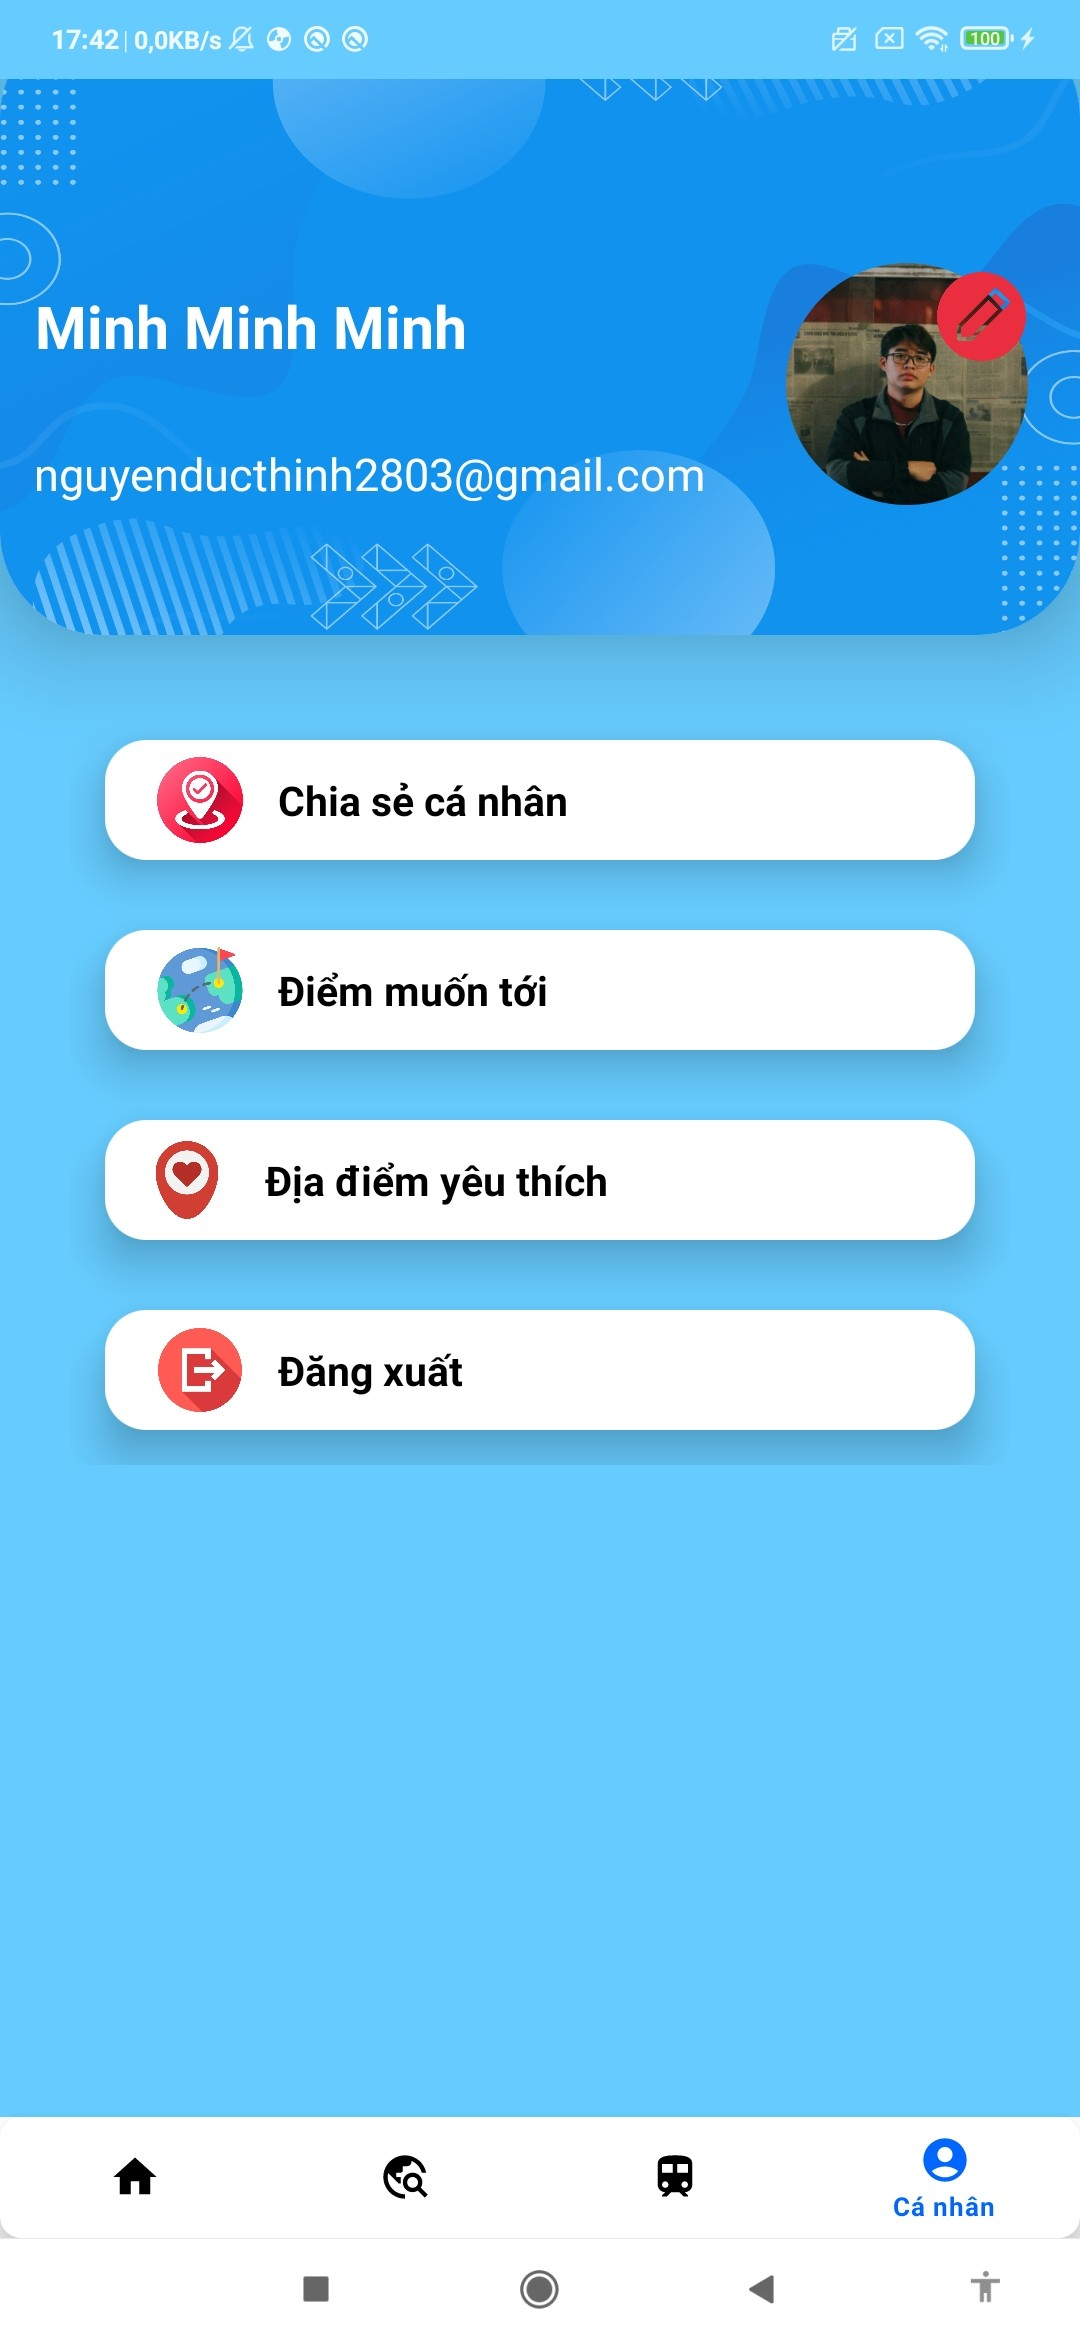 17:42 | 0,0KB/s
100
Minh Minh Minh
nguyenducthinh2803@gmail.com
Chia sẻ cá nhân
Điểm muốn tới
Địa điểm yêu thích
Đăng xuất
Cá nhân